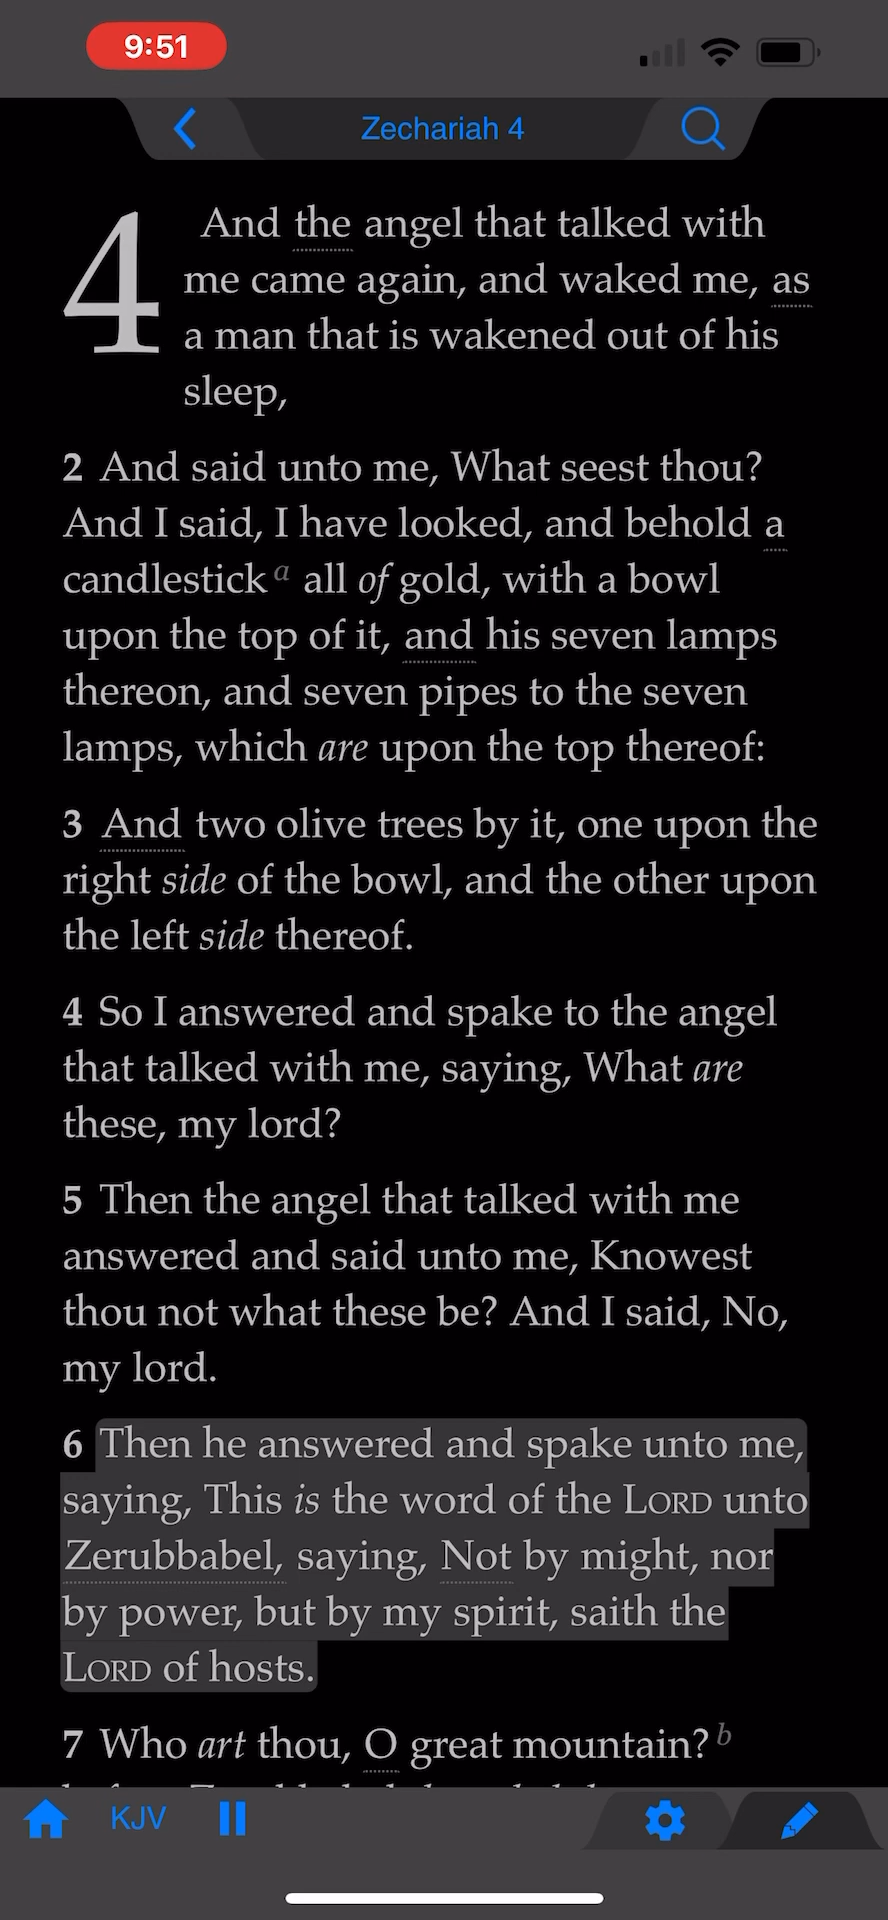 9:51
Zechariah 4
4 And the angel that talked with
me came again, and waked me, as
a man that is wakened out of his
sleep,
2 And said unto me, What seest thou?
And I said, I have looked, and behold a
candlestick a all of gold, with a bowl
upon the top of it, and his seven lamps
thereon, and seven pipes to the seven
lamps, which are upon the top thereof:
3 And two olive trees by it, one upon the
right side of the bowl, and the other upon
the left side thereof.
4 So I answered and spake to the angel
that talked with me, saying, What are
these, my lord?
5 Then the angel that talked with me
answered and said unto me, Knowest
thou not what these be? And I said, No,
my lord.
6 Then he answered and spake unto me,
saying, This is the word of the LORD unto
Zerubbabel, saying, Not by might, nor
by power, but by my spirit, saith the
LORD of hosts.
7 Who art thou, O great mountain? b
KJV